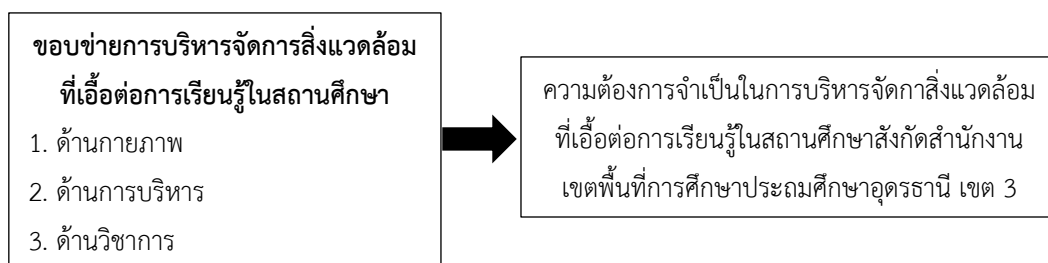 ขอบข่ายการบริหารจัดการสิ่งแวดล้อม
ที่เอื้อต่อการเรียนรู้ในสถานศึกษา
1. ด้านกายภาพ
2. ด้านการบริหาร
3. ด้านวิชาการ
ความต้องการจำเป็นในการบริหารจัดกาสิ่งแวดล้อม
ที่เอื้อต่อการเรียนรู้ในสถานศึกษาสังกัดสำนักงาน
เขตพื้นที่การศึกษาประถมศึกษาอุดรธานี เขต 3